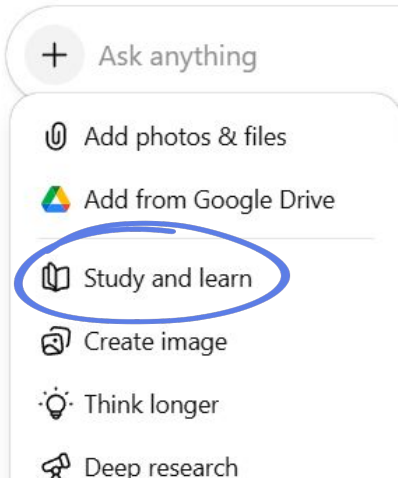 Ask anything
Add photos & files
Add from Google Drive
Study and learn
Create image
Think longer
Deep research